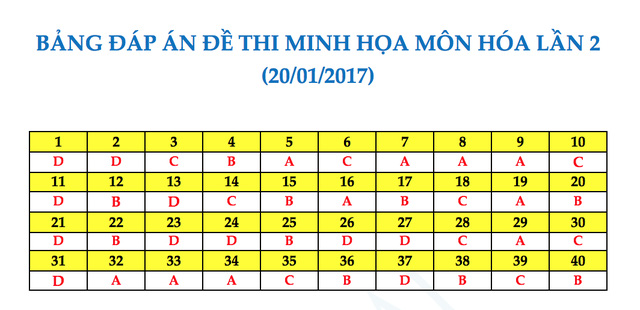 BẢNG ĐÁP ÁN ĐỀ THI MINH HỌA MÔN HÓA LẦN 2
(20/01/2017)
1 2 3 4 5 6 7 8 9 10
D D C B A C A A A C
11 12 13 14 15 16 17 18 19 20
D B D C B A B C A B
21 22 23 24 25 26 27 28 29 30
D B D D B D D C A C
31 32 33 34 35 36 37 38 39 40
D A A A C B D B C B